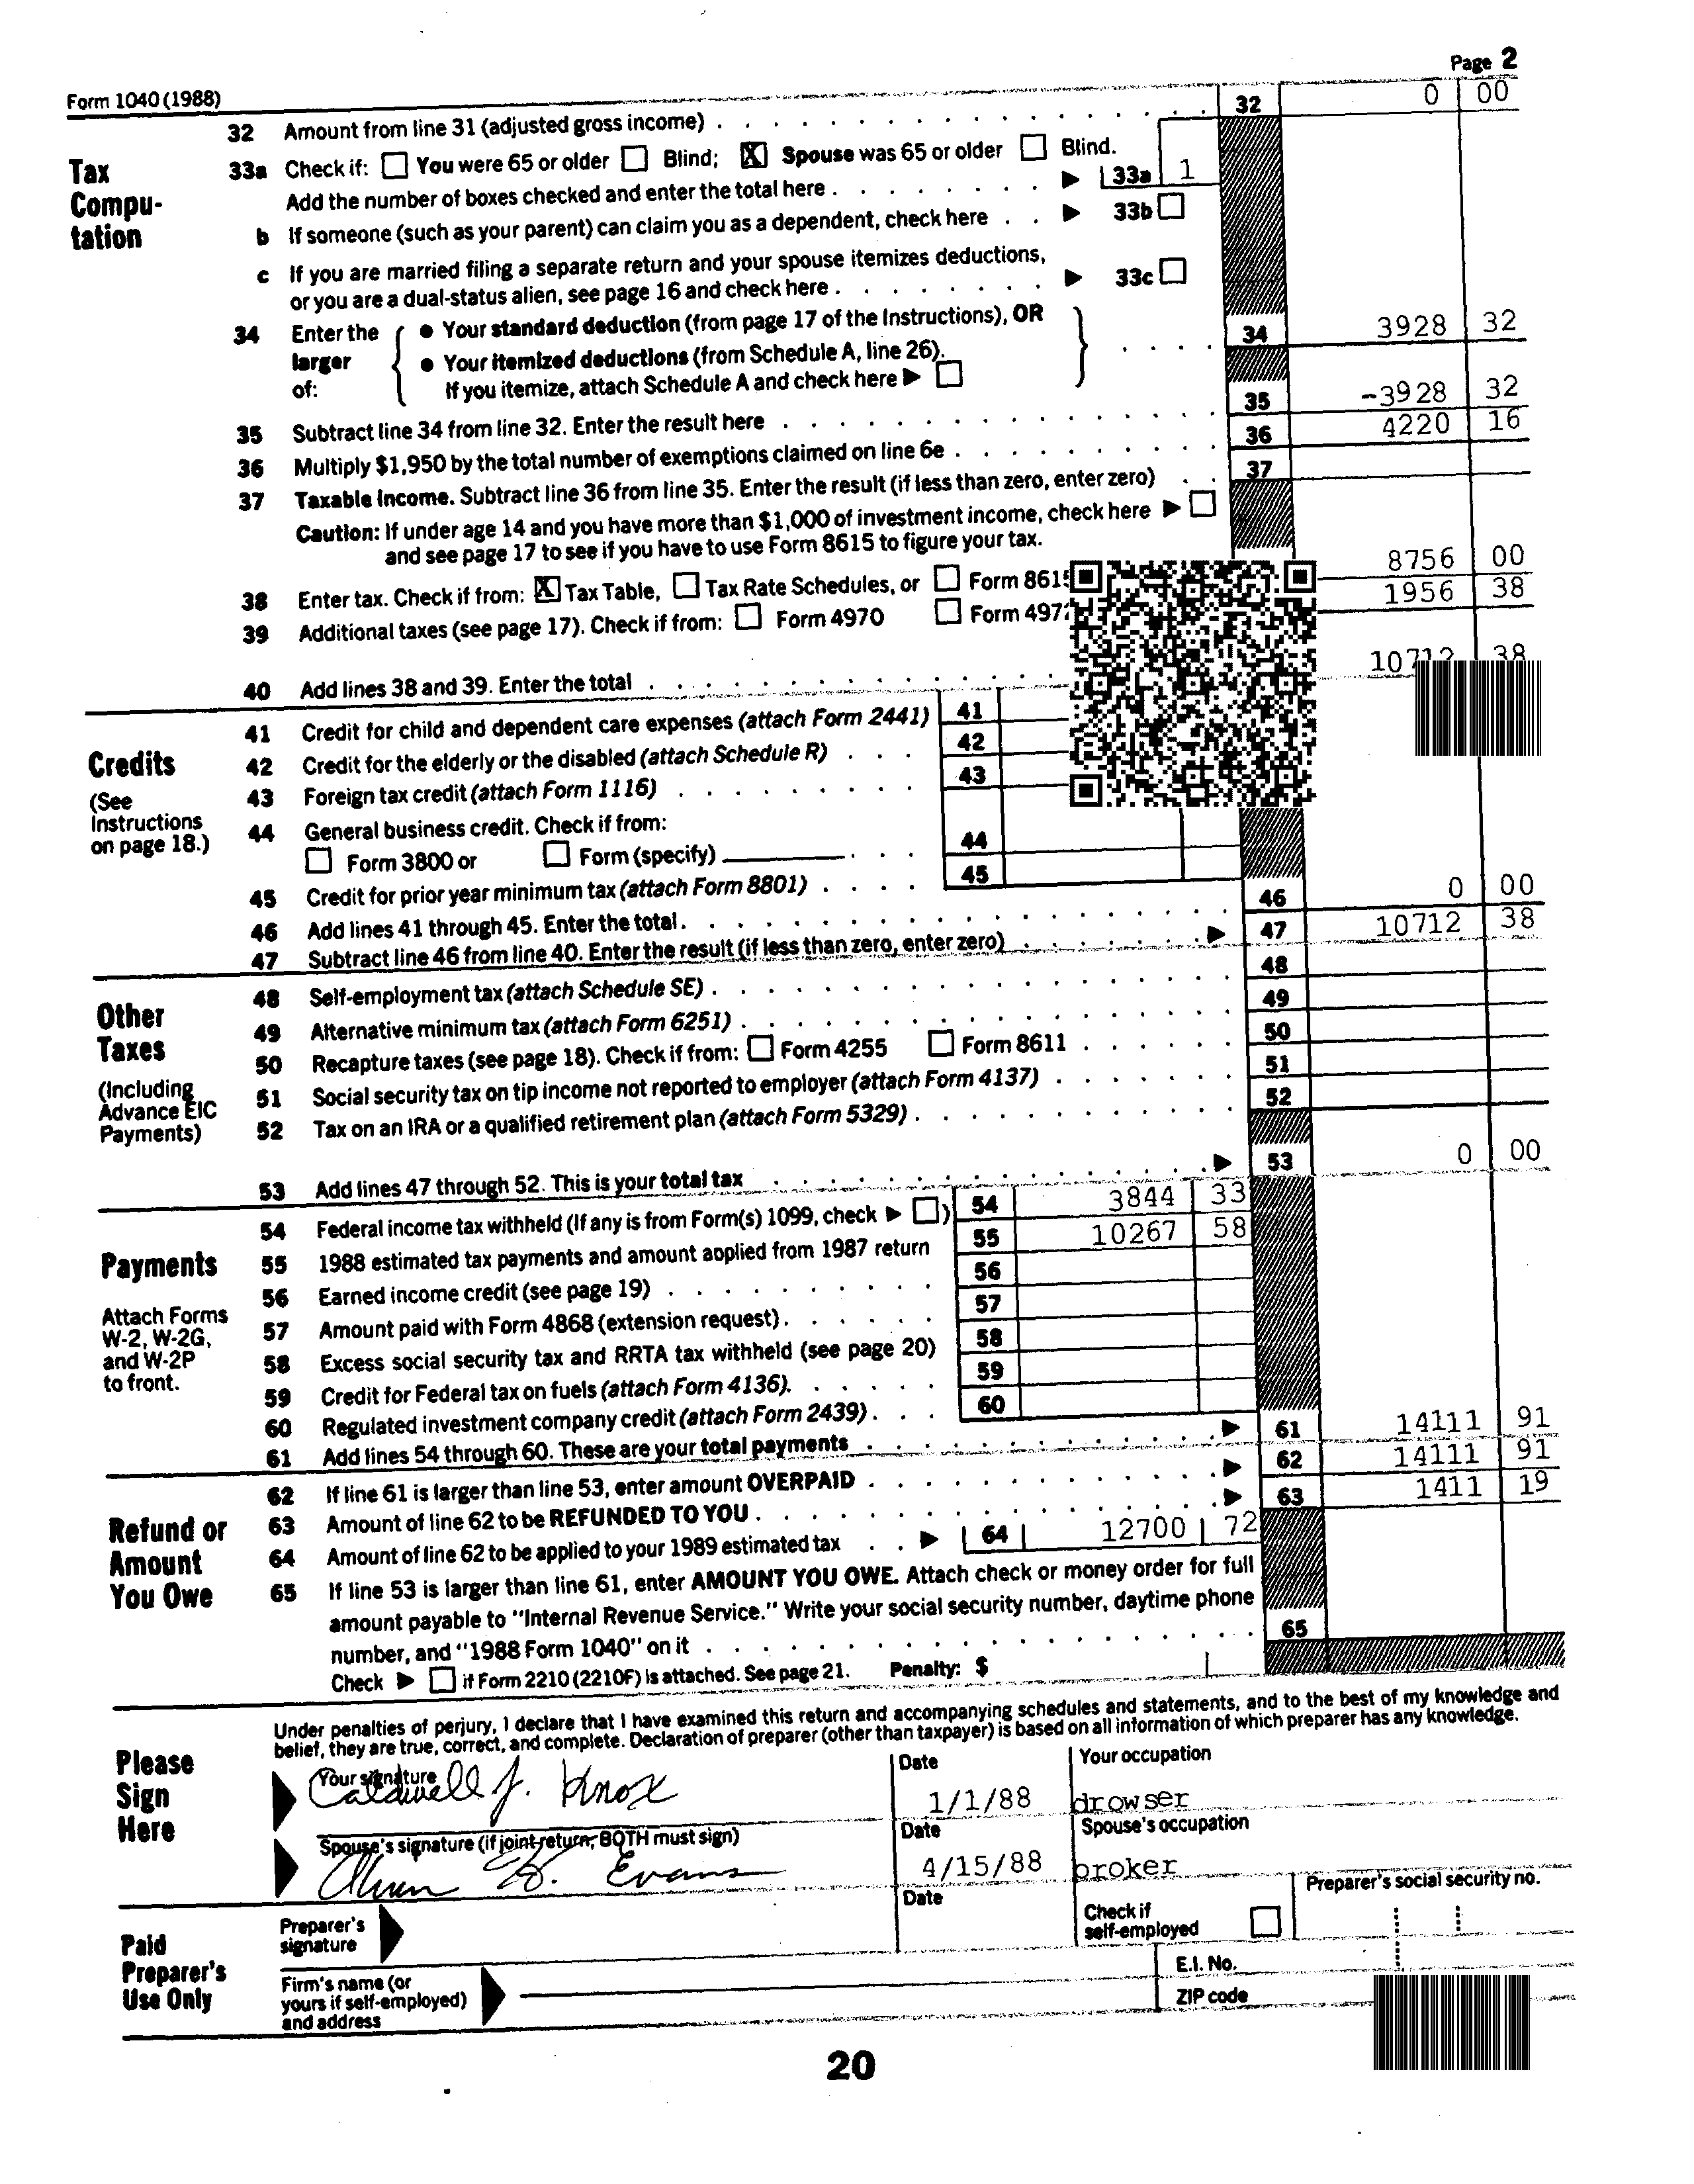 Page 2
Form 1040 (1988)
32 Amount from line 31 (adjusted gross income) 32 0 00
Tax Compu-tation
33a Check if: You were 65 or older Blind; X Spouse was 65 or older Blind.
Add the number of boxes checked and enter the total here 33a 1
b If someone (such as your parent) can claim you as a dependent, check here 33b
c If you are married filing a separate return and your spouse itemizes deductions,
or you are a dual-status alien, see page 16 and check here 33c
34 Enter the larger of:
• Your standard deduction (from page 17 of the Instructions), OR
• Your itemized deductions (from Schedule A, line 26).
If you itemize, attach Schedule A and check here
34 3928 32
35 Subtract line 34 from line 32. Enter the result here 35 -3928 32
36 Multiply $1,950 by the total number of exemptions claimed on line 6e 36 4220 16
37 Taxable income. Subtract line 36 from line 35. Enter the result (if less than zero, enter zero) 37
Caution: If under age 14 and you have more than $1,000 of investment income, check here
and see page 17 to see if you have to use Form 8615 to figure your tax.
38 Enter tax. Check if from: X Tax Table, Tax Rate Schedules, or Form 8615 8756 00
39 Additional taxes (see page 17). Check if from: Form 4970 Form 497 1956 38
40 Add lines 38 and 39. Enter the total 10712 38
Credits
(See Instructions on page 18.)
41 Credit for child and dependent care expenses (attach Form 2441) 41
42 Credit for the elderly or the disabled (attach Schedule R) 42
43 Foreign tax credit (attach Form 1116) 43
44 General business credit. Check if from:
Form 3800 or Form (specify) 44
45 Credit for prior year minimum tax (attach Form 8801) 45
46 Add lines 41 through 45. Enter the total. 46 0 00
47 Subtract line 46 from line 40. Enter the result (if less than zero, enter zero) 47 10712 38
Other Taxes
(Including Advance EIC Payments)
48 Self-employment tax (attach Schedule SE) 48
49 Alternative minimum tax (attach Form 6251) 49
50 Recapture taxes (see page 18). Check if from: Form 4255 Form 8611 50
51 Social security tax on tip income not reported to employer (attach Form 4137) 51
52 Tax on an IRA or a qualified retirement plan (attach Form 5329) 52
53 Add lines 47 through 52. This is your total tax 53 0 00
Payments
Attach Forms W-2, W-2G, and W-2P to front.
54 Federal income tax withheld (If any is from Form(s) 1099, check ) 54 3844 33
55 1988 estimated tax payments and amount applied from 1987 return 55 10267 58
56 Earned income credit (see page 19) 56
57 Amount paid with Form 4868 (extension request) 57
58 Excess social security tax and RRTA tax withheld (see page 20) 58
59 Credit for Federal tax on fuels (attach Form 4136). 59
60 Regulated investment company credit (attach Form 2439) 60
61 Add lines 54 through 60. These are your total payments 61 14111 91
Refund or Amount You Owe
62 If line 61 is larger than line 53, enter amount OVERPAID 62 14111 91
63 Amount of line 62 to be REFUNDED TO YOU 63 1411 19
64 Amount of line 62 to be applied to your 1989 estimated tax 64 12700 72
65 If line 53 is larger than line 61, enter AMOUNT YOU OWE. Attach check or money order for full
amount payable to "Internal Revenue Service." Write your social security number, daytime phone
number, and "1988 Form 1040" on it 65
Check if Form 2210 (2210F) is attached. See page 21. Penalty: $
Please Sign Here
Under penalties of perjury, I declare that I have examined this return and accompanying schedules and statements, and to the best of my knowledge and
belief, they are true, correct, and complete. Declaration of preparer (other than taxpayer) is based on all information of which preparer has any knowledge.
Your signature Date Your occupation
Caldwell J. Knox 1/1/88 drowser
Spouse's signature (if joint return, BOTH must sign) Date Spouse's occupation
Evans 4/15/88 broker
Paid Preparer's Use Only
Preparer's signature Date Check if self-employed Preparer's social security no.
Firm's name (or yours if self-employed) and address E.I. No.
ZIP code
20